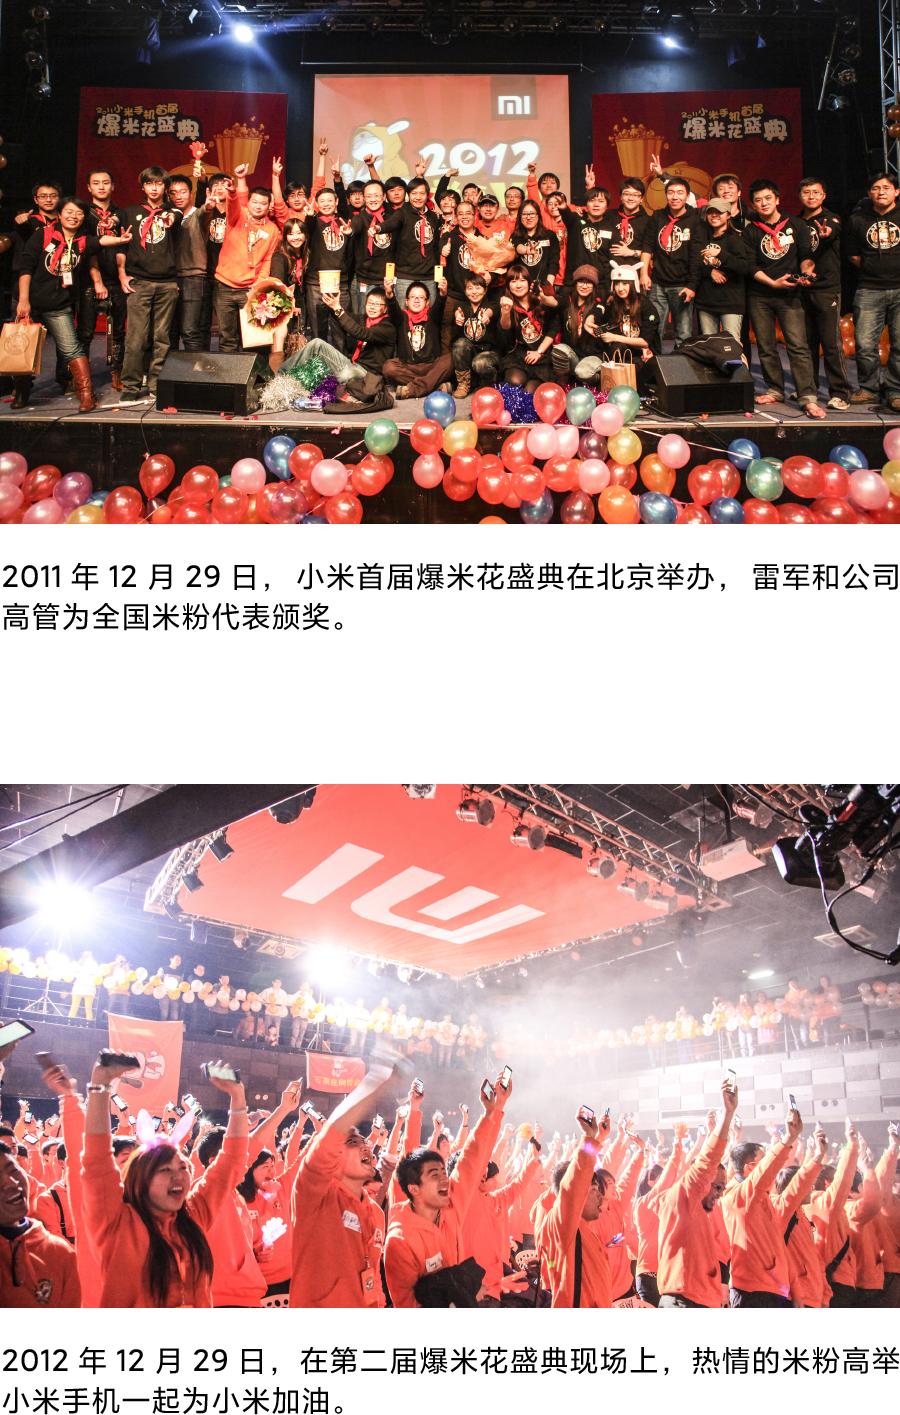 mi
2011小米手机首届
爆米花盛典
2012
2011小米手机首届
爆米花盛典
2011 年 12 月 29 日，小米首届爆米花盛典在北京举办，雷军和公司
高管为全国米粉代表颁奖。
mi
2012 年 12 月 29 日，在第二届爆米花盛典现场上，热情的米粉高举
小米手机一起为小米加油。